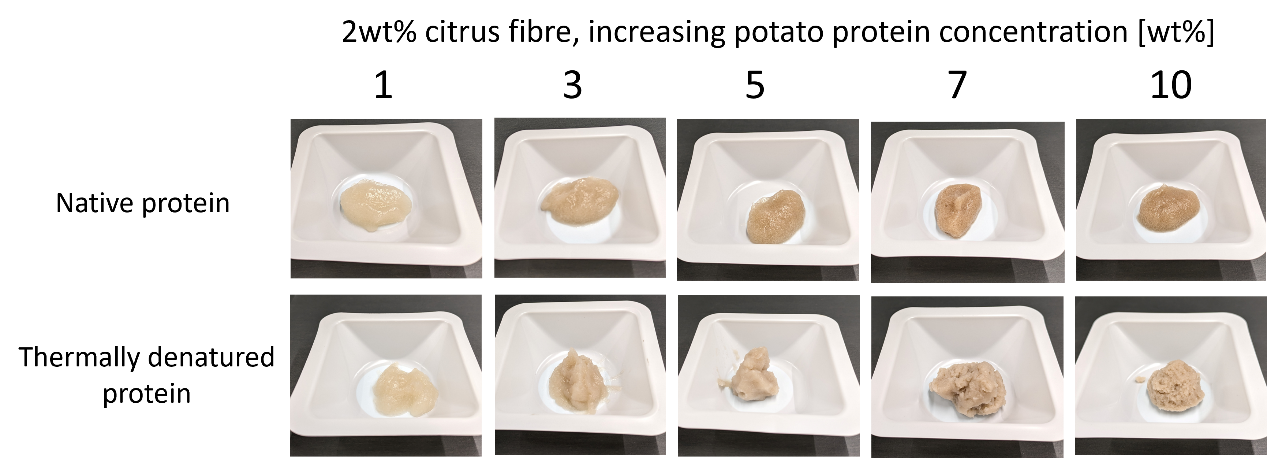 2wt% citrus fibre, increasing potato protein concentration [wt%]
1 3 5 7 10
Native protein
Thermally denatured
protein